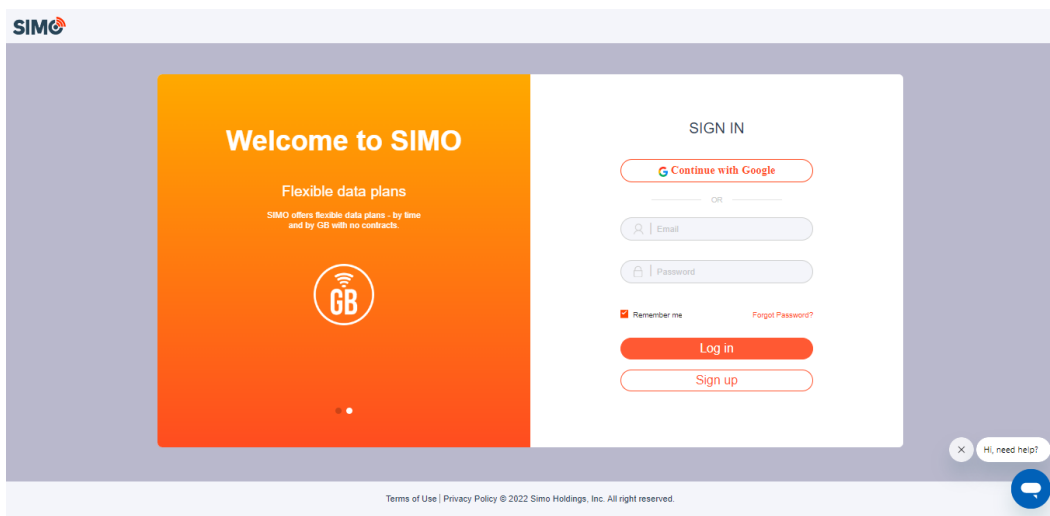 SIMO
Welcome to SIMO
Flexible data plans
SIMO offers flexible data plans - by time
and by GB with no contracts.
GB
SIGN IN
Continue with Google
OR
Email
Password
Remember me
Forgot Password?
Log in
Sign up
Hi, need help?
Terms of Use | Privacy Policy © 2022 Simo Holdings, Inc. All right reserved.